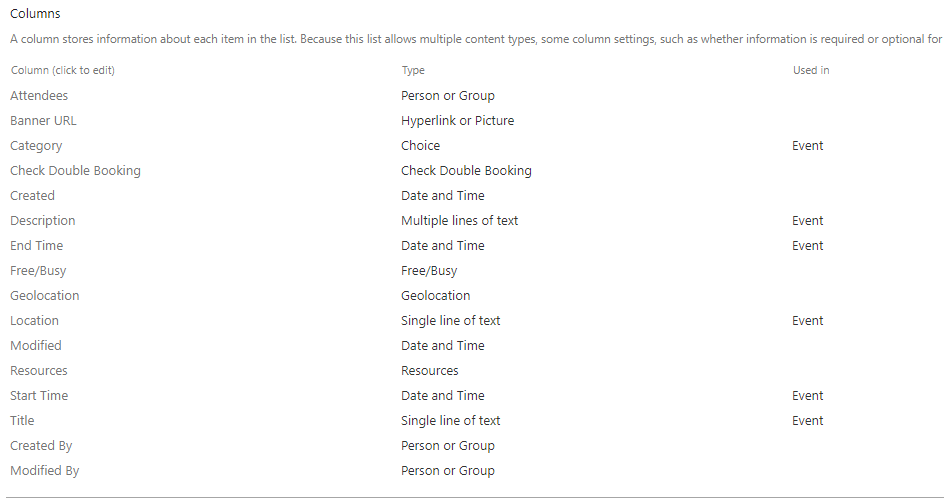 Columns
A column stores information about each item in the list. Because this list allows multiple content types, some column settings, such as whether information is required or optional for
Column (click to edit) Type Used in
Attendees Person or Group
Banner URL Hyperlink or Picture
Category Choice Event
Check Double Booking Check Double Booking
Created Date and Time
Description Multiple lines of text Event
End Time Date and Time Event
Free/Busy Free/Busy
Geolocation Geolocation
Location Single line of text Event
Modified Date and Time
Resources Resources
Start Time Date and Time Event
Title Single line of text Event
Created By Person or Group
Modified By Person or Group